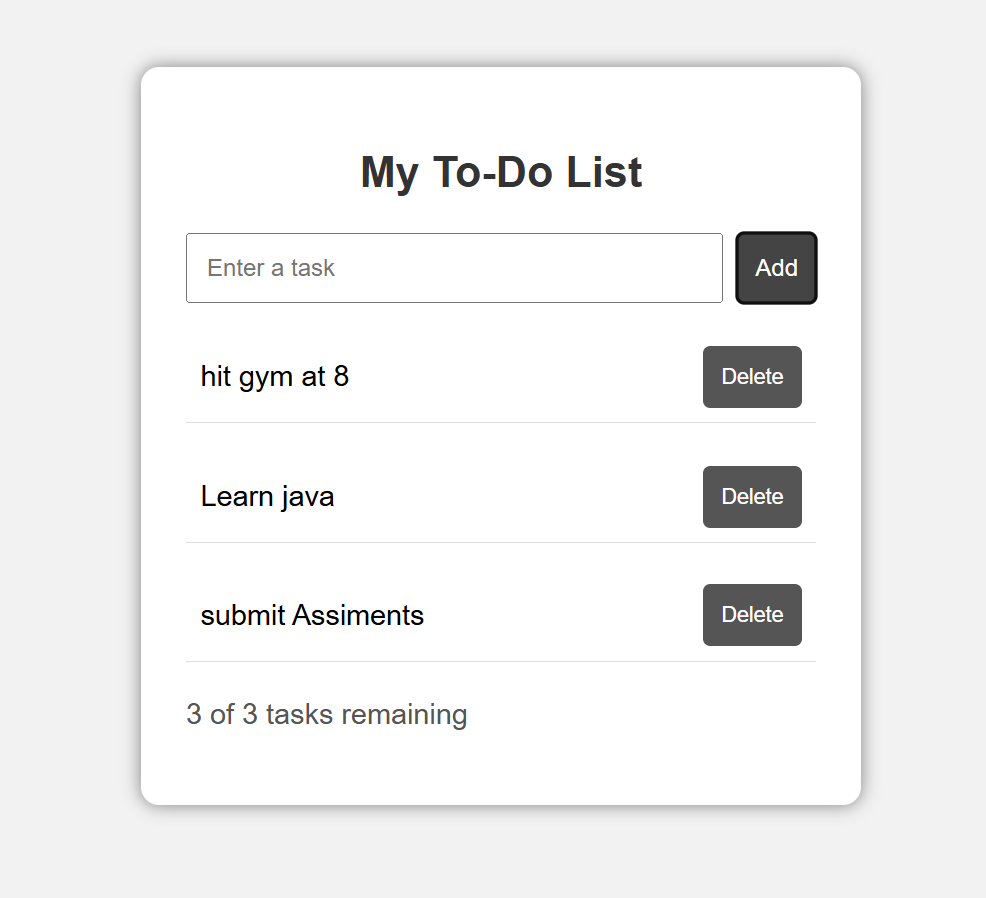 My To-Do List
Enter a task Add
hit gym at 8 Delete
Learn java Delete
submit Assiments Delete
3 of 3 tasks remaining